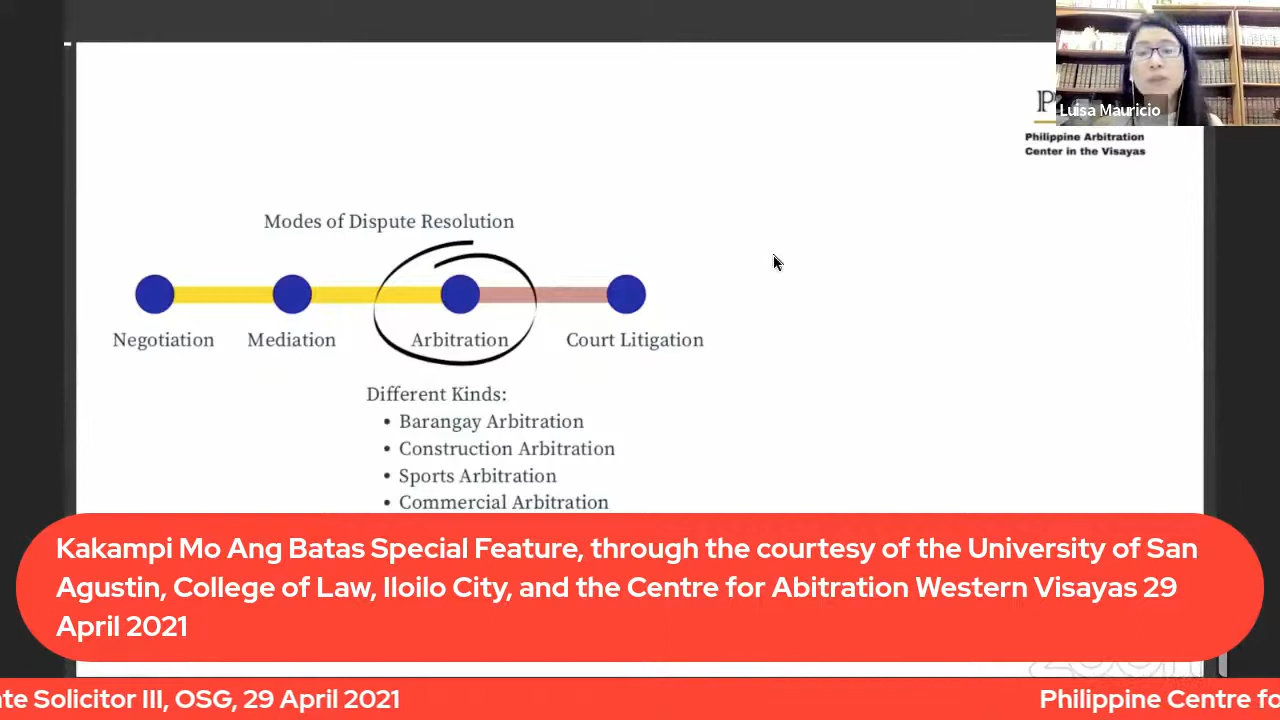 Luisa Mauricio
Philippine Arbitration
Center in the Visayas
Modes of Dispute Resolution
Negotiation
Mediation
Arbitration
Court Litigation
Different Kinds:
• Barangay Arbitration
• Construction Arbitration
• Sports Arbitration
• Commercial Arbitration
Kakampi Mo Ang Batas Special Feature, through the courtesy of the University of San
Agustin, College of Law, Iloilo City, and the Centre for Abitration Western Visayas 29
April 2021
zoom
Solicitor III, OSG, 29 April 2021
Philippine Centre